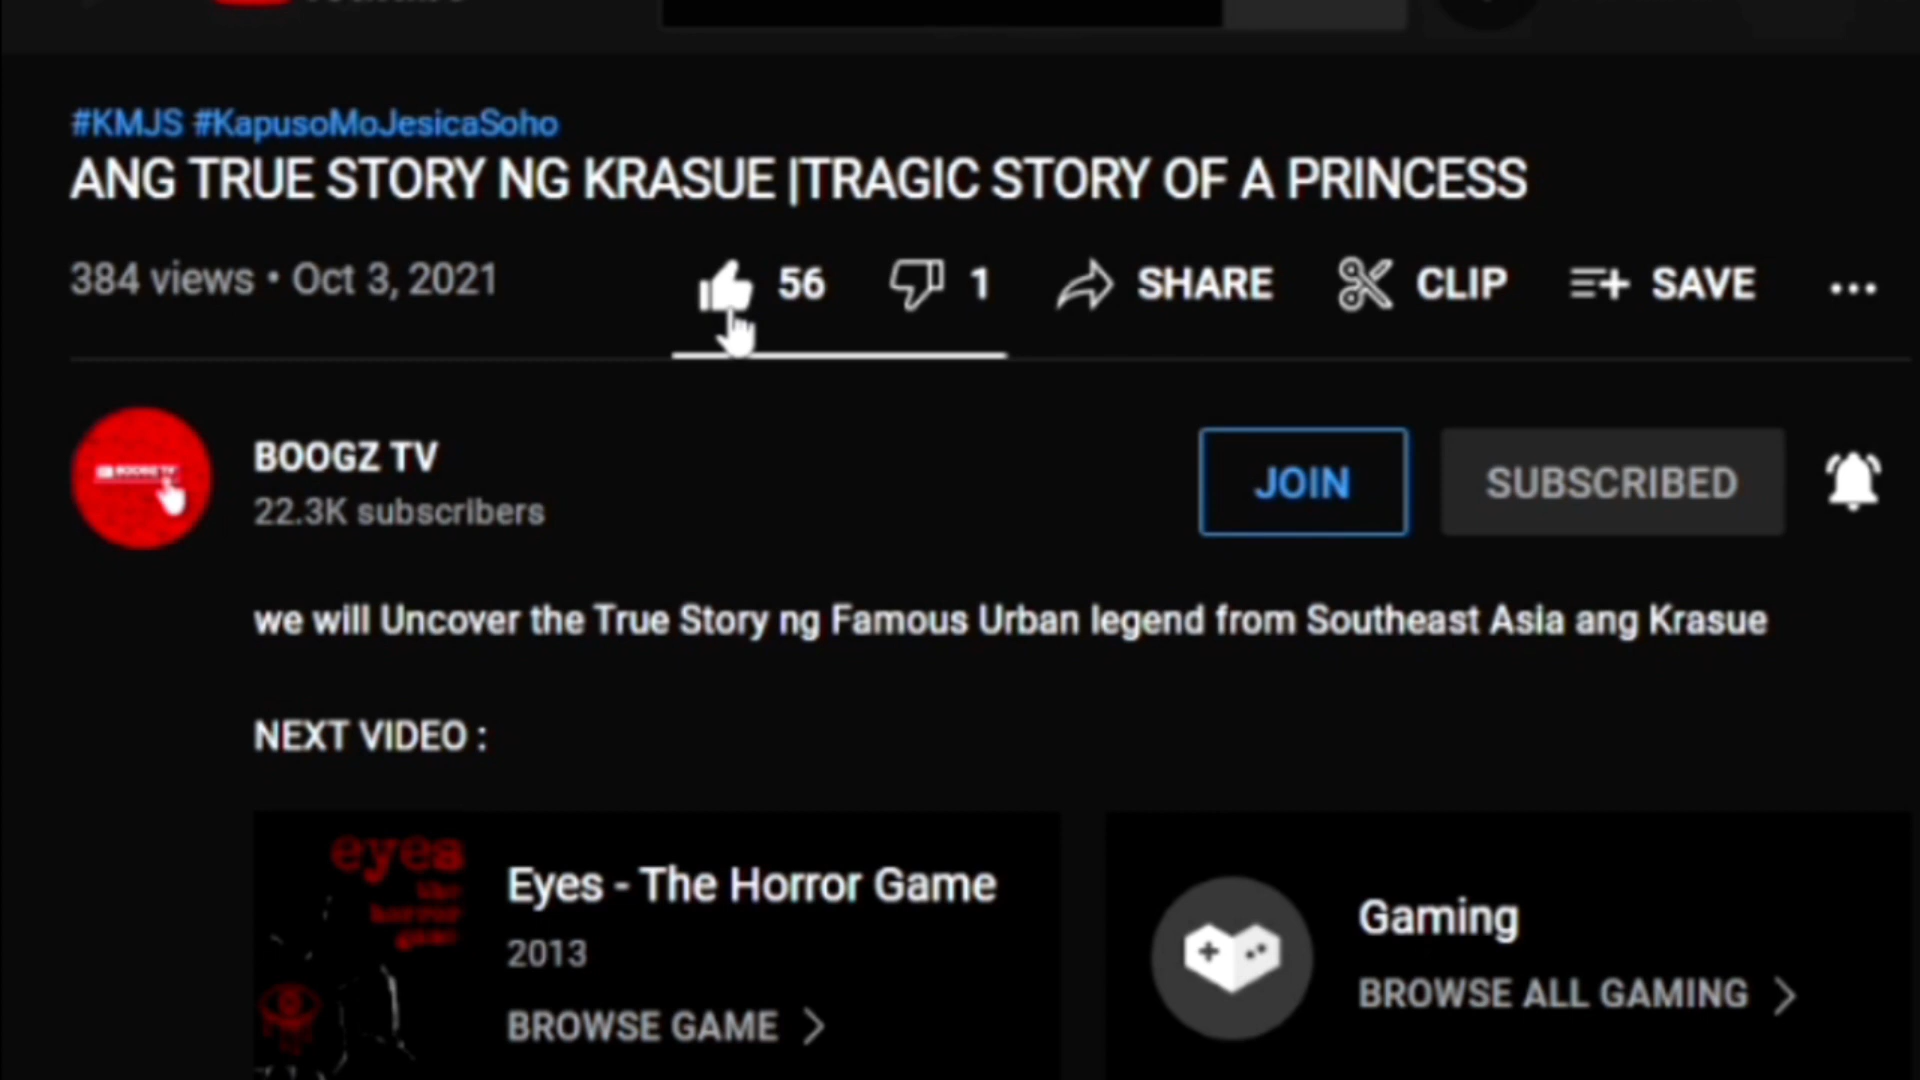 #KMJS #KapusoMoJesicaSoho
ANG TRUE STORY NG KRASUE |TRAGIC STORY OF A PRINCESS
384 views • Oct 3, 2021
56 1 SHARE CLIP SAVE
BOOGZ TV
22.3K subscribers
JOIN SUBSCRIBED
we will Uncover the True Story ng Famous Urban legend from Southeast Asia ang Krasue
NEXT VIDEO :
eyes
the
horror
game
Eyes - The Horror Game
2013
BROWSE GAME
Gaming
BROWSE ALL GAMING